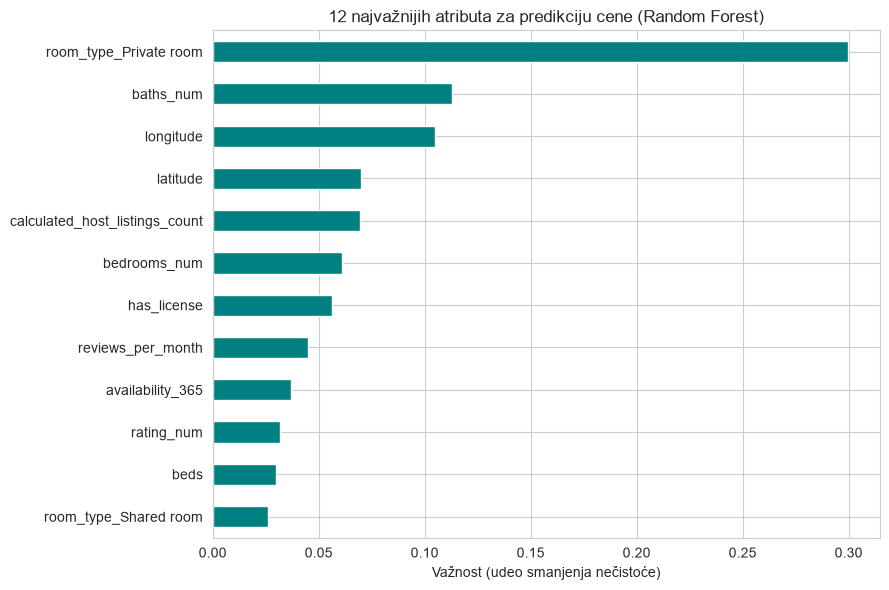 12 najvažnijih atributa za predikciju cene (Random Forest)
room_type_Private room
baths_num
longitude
latitude
calculated_host_listings_count
bedrooms_num
has_license
reviews_per_month
availability_365
rating_num
beds
room_type_Shared room
0.00 0.05 0.10 0.15 0.20 0.25 0.30
Važnost (udeo smanjenja nečistoće)